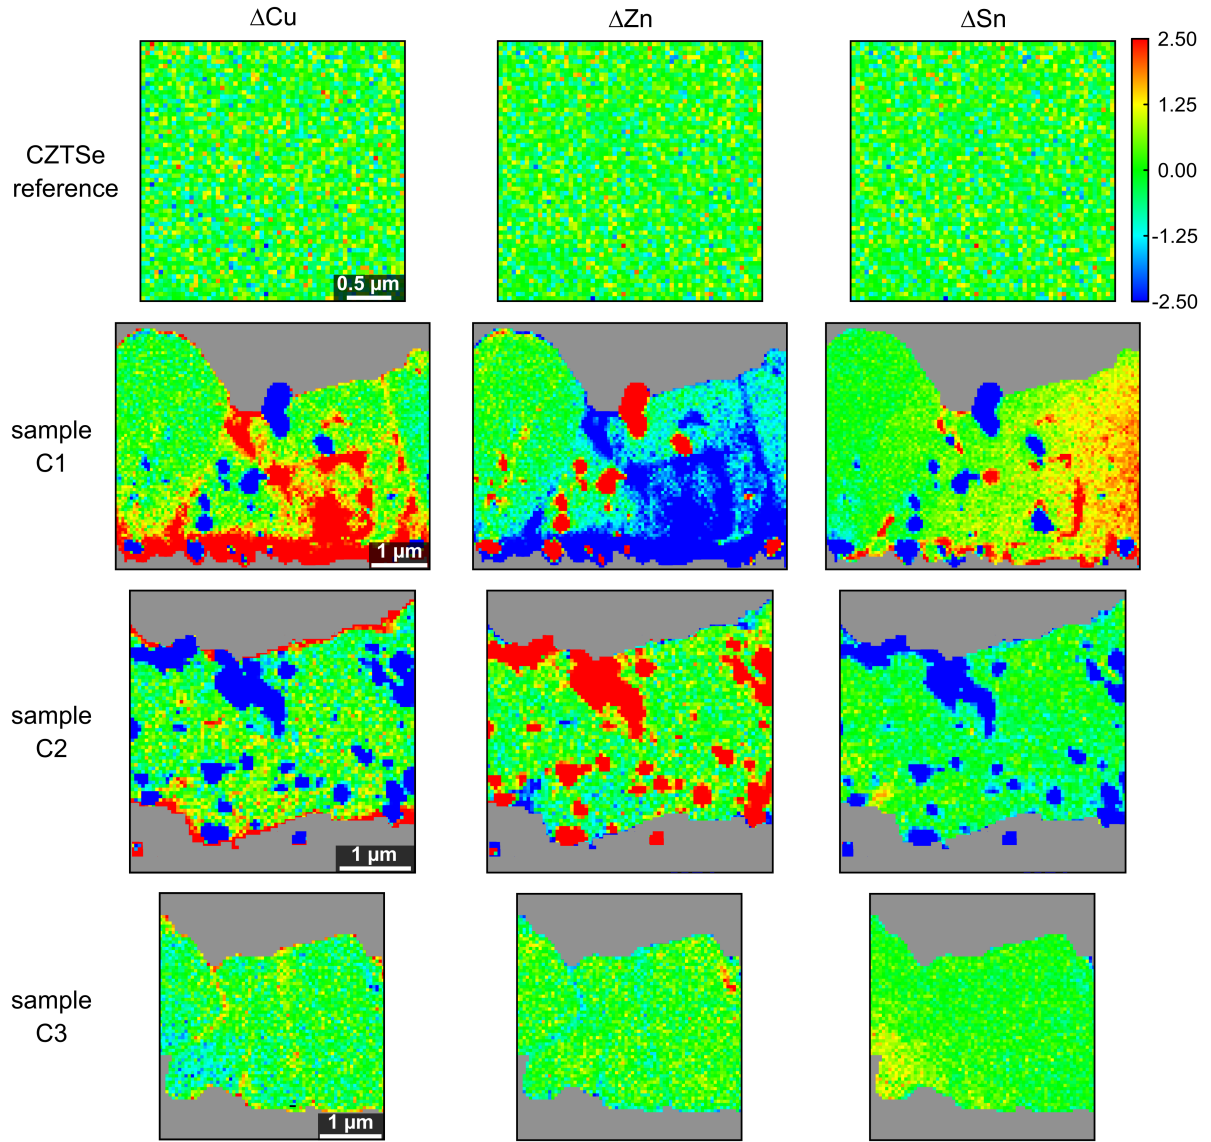 ΔCu
ΔZn
ΔSn
2.50
1.25
0.00
-1.25
-2.50
CZTSe
reference
0.5 µm
sample
C1
1 µm
sample
C2
1 µm
sample
C3
1 µm